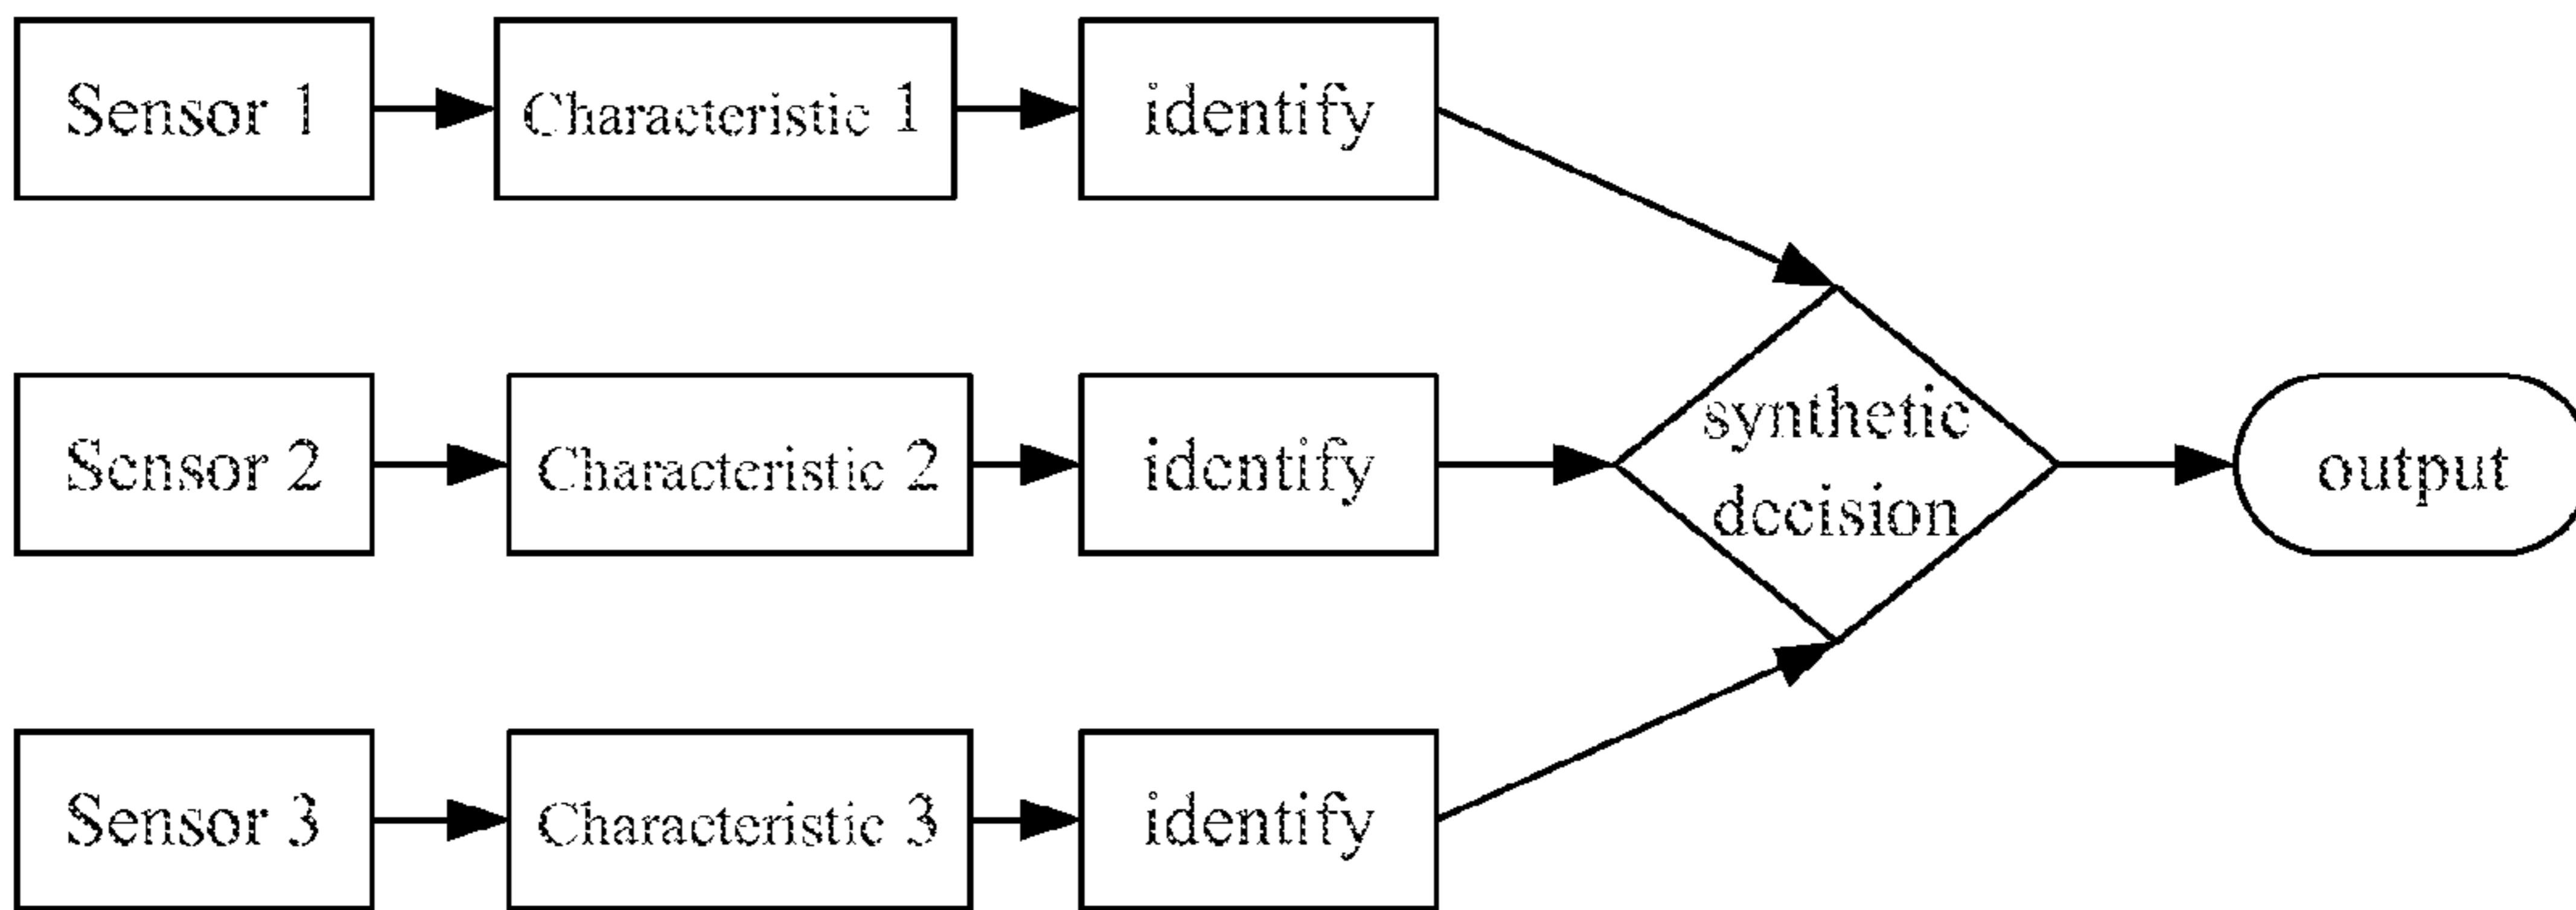 Sensor 1
Characteristic 1
identify
Sensor 2
Characteristic 2
identify
synthetic
decision
output
Sensor 3
Characteristic 3
identify